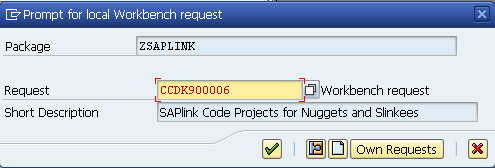 Prompt for local Workbench request
Package ZSAPLINK
Request CCDK900006 Workbench request
Short Description SAPlink Code Projects for Nuggets and Slinkees
Own Requests